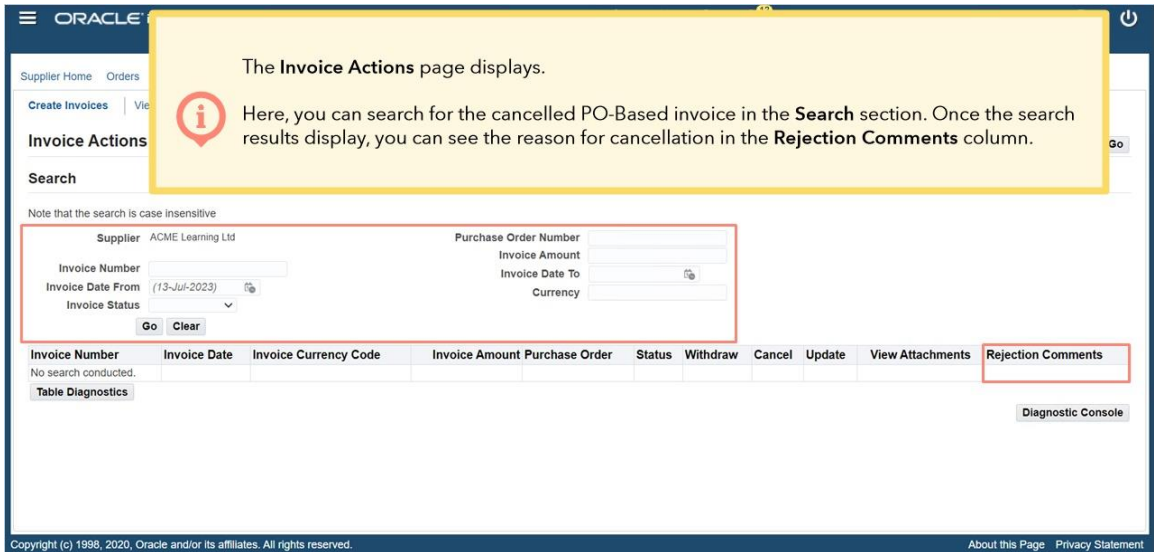 ORACLE
12
The Invoice Actions page displays.
Here, you can search for the cancelled PO-Based invoice in the Search section. Once the search
results display, you can see the reason for cancellation in the Rejection Comments column.
Supplier Home Orders
Create Invoices
Invoice Actions
Go
Search
Note that the search is case insensitive
Supplier ACME Learning Ltd
Purchase Order Number
Invoice Amount
Invoice Number
Invoice Date To
Invoice Date From (13-Jul-2023)
Currency
Invoice Status
Go Clear
Invoice Number Invoice Date Invoice Currency Code Invoice Amount Purchase Order Status Withdraw Cancel Update View Attachments Rejection Comments
No search conducted.
Table Diagnostics
Diagnostic Console
Copyright (c) 1998, 2020, Oracle and/or its affiliates. All rights reserved.
About this Page Privacy Statement